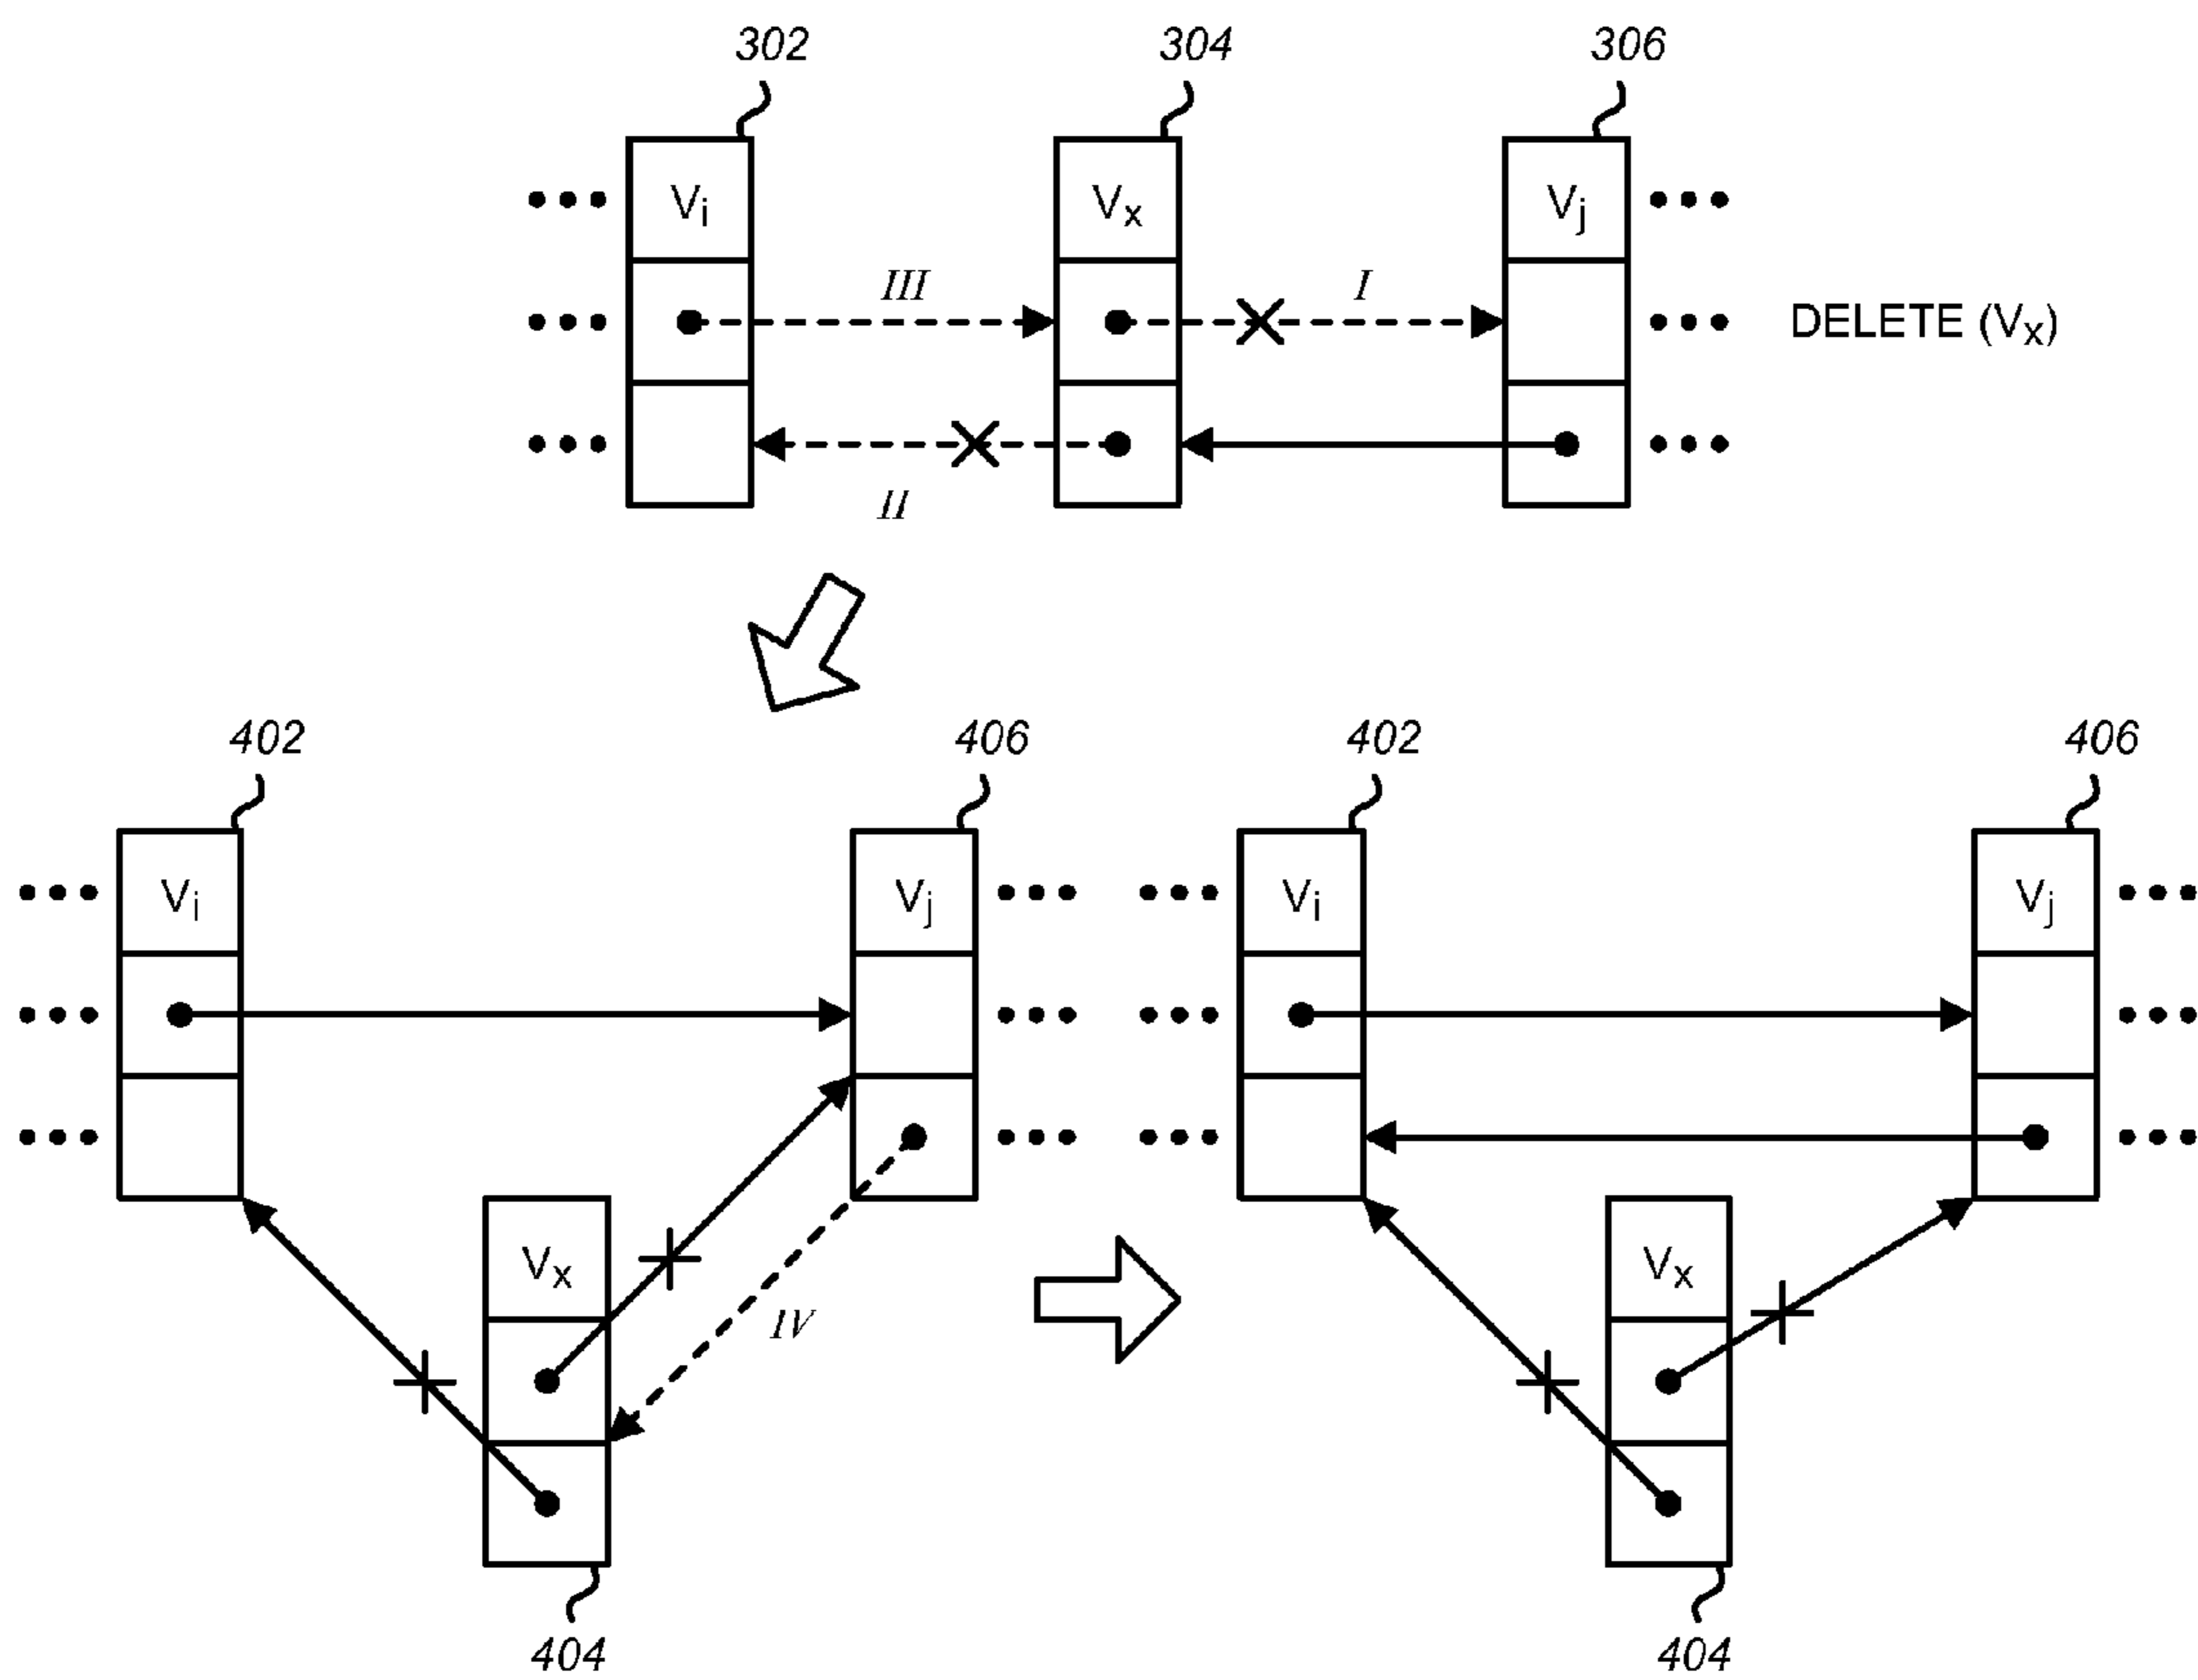 302 304 306
Vi Vx Vj
III I
DELETE (Vx)
II
402 406 402 406
Vi Vj Vi Vj
Vx Vx
IV
404 404